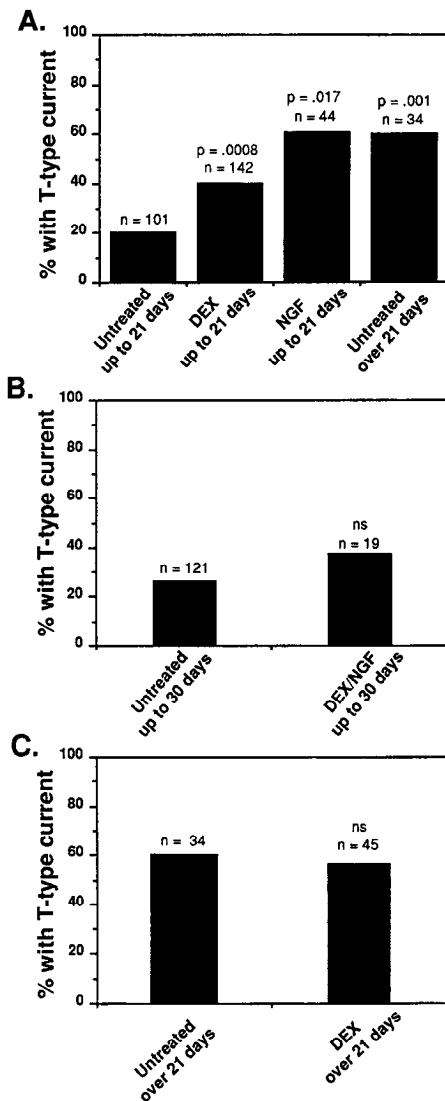 A.
% with T-type current
100
80
60
40
20
0
n = 101
p = .0008
n = 142
p = .017
n = 44
p = .001
n = 34
Untreated
up to 21 days
DEX
up to 21 days
NGF
up to 21 days
Untreated
over 21 days
B.
% with T-type current
100
80
60
40
20
0
n = 121
ns
n = 19
Untreated
up to 30 days
DEX/NGF
up to 30 days
C.
% with T-type current
100
80
60
40
20
0
n = 34
ns
n = 45
Untreated
over 21 days
DEX
over 21 days